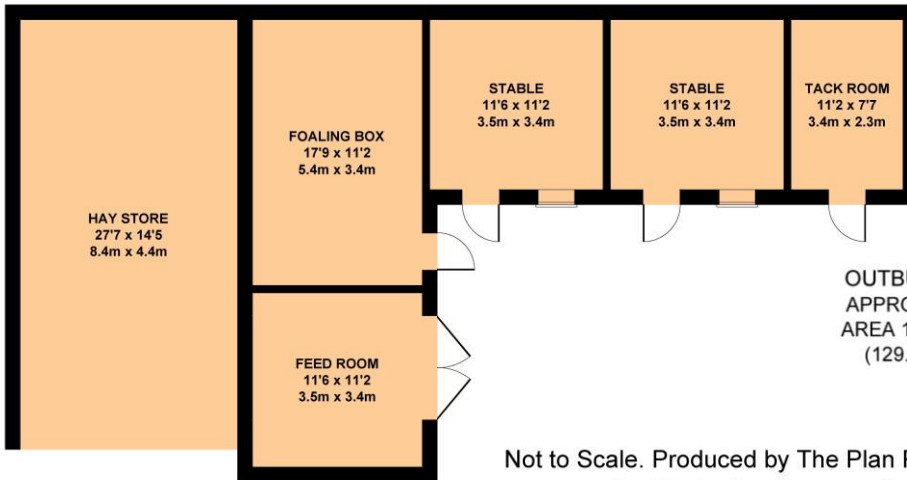 HAY STORE
27'7 x 14'5
8.4m x 4.4m
FOALING BOX
17'9 x 11'2
5.4m x 3.4m
FEED ROOM
11'6 x 11'2
3.5m x 3.4m
STABLE
11'6 x 11'2
3.5m x 3.4m
STABLE
11'6 x 11'2
3.5m x 3.4m
TACK ROOM
11'2 x 7'7
3.4m x 2.3m
AREA
Not to Scale. Produced by The Plan